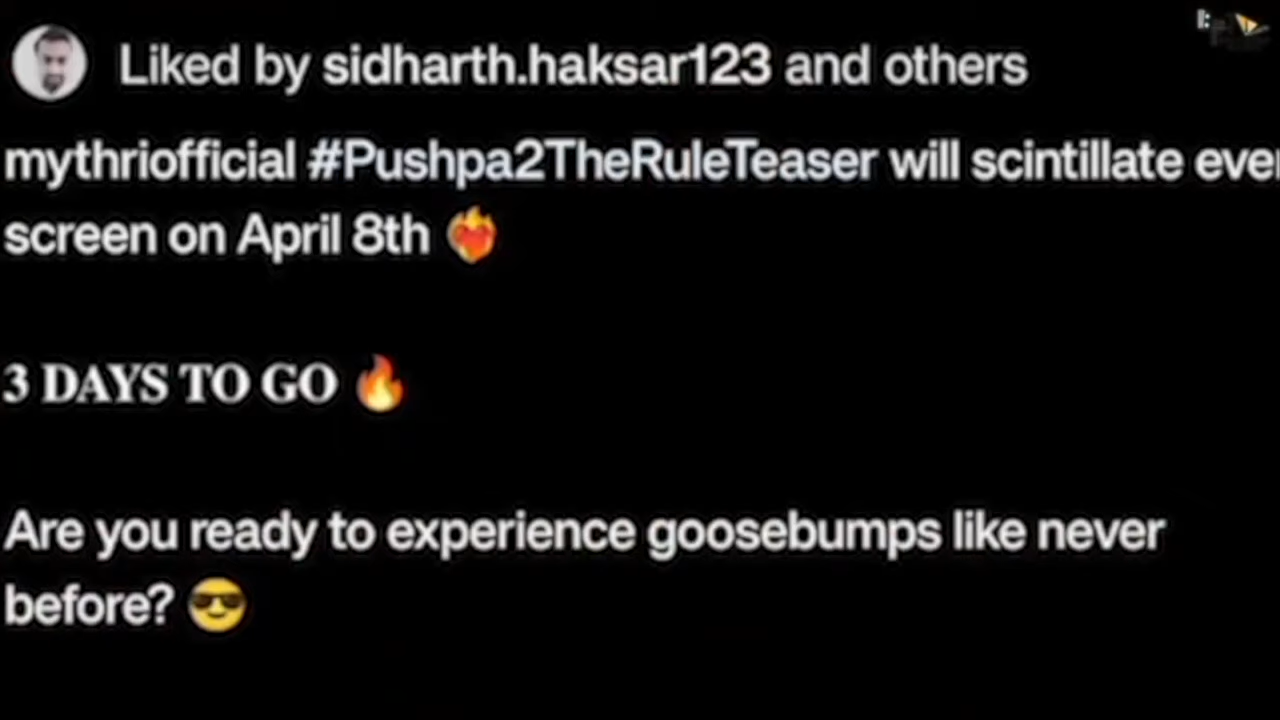 Liked by sidharth.haksar123 and others
mythriofficial #Pushpa2TheRuleTeaser will scintillate
screen on April 8th ❤️‍🔥
3 DAYS TO GO 🔥
Are you ready to experience goosebumps like never
before? 😎